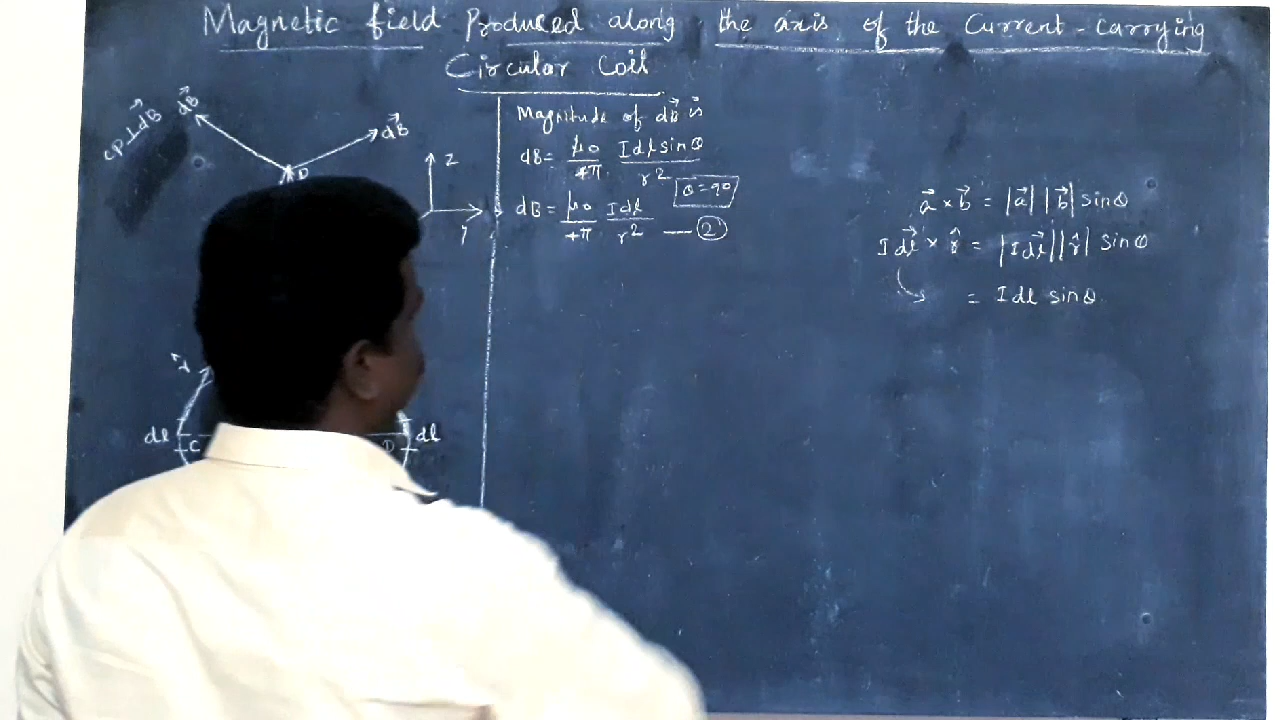 Magnetic field Produced along the axis of the Current-carrying
Circular Coil
CP⊥dB⃗
dB⃗
dB⃗
P
z
y
r̂
dl
C
D
dl
Magnitude of dB⃗ is
dB = μ₀/4π Idl sinθ/r²
θ=90
dB = μ₀/4π Idl/r² — ②
a⃗ × b⃗ = |a⃗| |b⃗| sinθ
Idl⃗ × r̂ = |Idl⃗||r̂| sinθ
= Idl sinθ